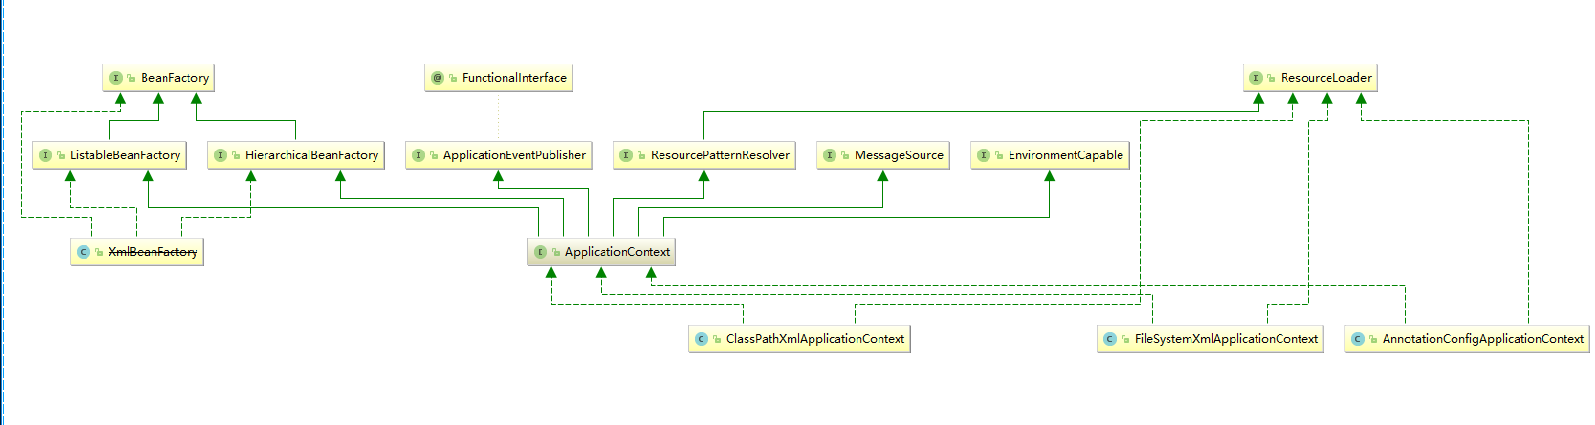 BeanFactory
FunctionalInterface
ResourceLoader
ListableBeanFactory
HierarchicalBeanFactory
ApplicationEventPublisher
ResourcePatternResolver
MessageSource
EnvironmentCapable
XmlBeanFactory
ApplicationContext
ClassPathXmlApplicationContext
FileSystemXmlApplicationContext
AnnotationConfigApplicationContext